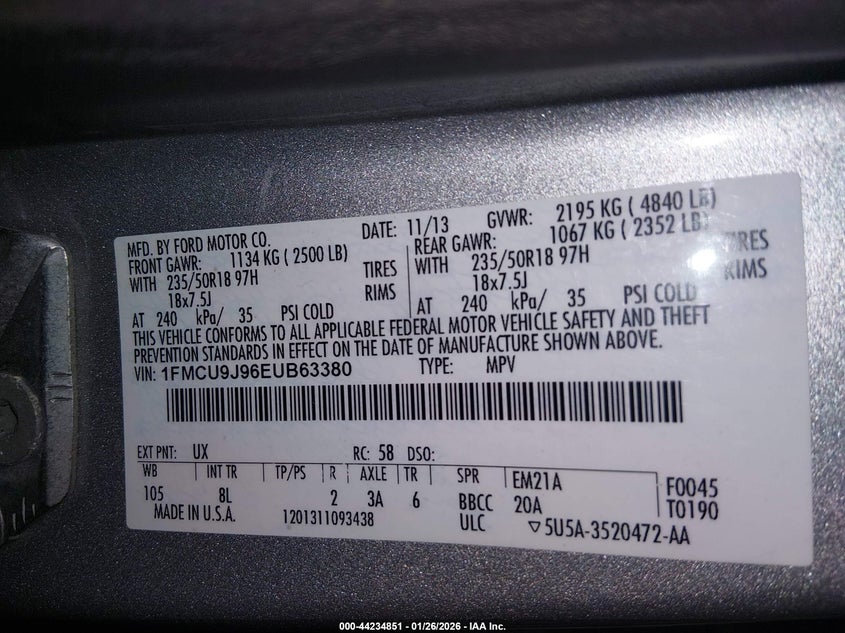 MFD. BY FORD MOTOR CO. DATE: 11/13 GVWR: 2195 KG ( 4840 LB)
FRONT GAWR: 1134 KG ( 2500 LB) REAR GAWR: 1067 KG ( 2352 LB)
WITH 235/50R18 97H TIRES WITH 235/50R18 97H TIRES
18x7.5J RIMS 18x7.5J RIMS
AT 240 kPa/ 35 PSI COLD AT 240 kPa/ 35 PSI COLD
THIS VEHICLE CONFORMS TO ALL APPLICABLE FEDERAL MOTOR VEHICLE SAFETY AND THEFT
PREVENTION STANDARDS IN EFFECT ON THE DATE OF MANUFACTURE SHOWN ABOVE.
VIN: 1FMCU9J96EUB63380 TYPE: MPV
EXT PNT: UX RC: 58 DSO:
WB INT TR TP/PS R AXLE TR SPR EM21A F0045
105 8L 2 3A 6 BBCC 20A T0190
MADE IN U.S.A. 1201311093438 ULC ▽5U5A-3520472-AA
000-44234851 - 01/26/2026 - IAA Inc.